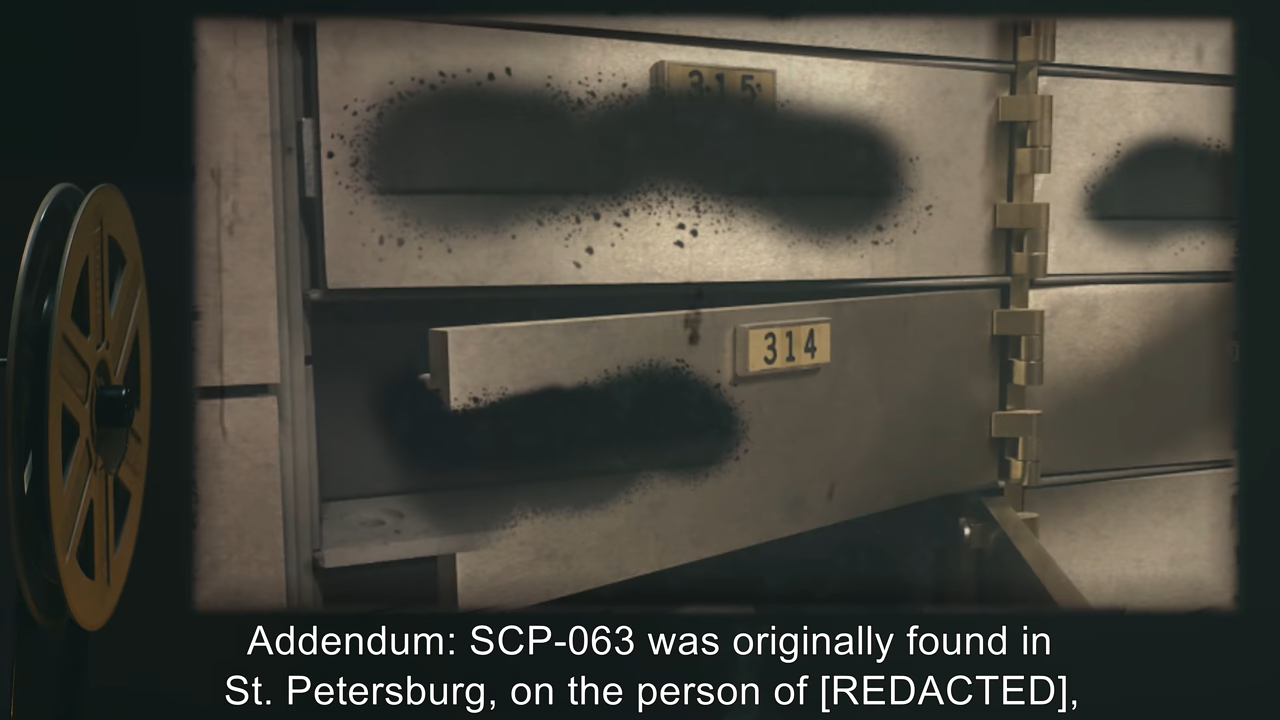 315
314
Addendum: SCP-063 was originally found in
St. Petersburg, on the person of [REDACTED],